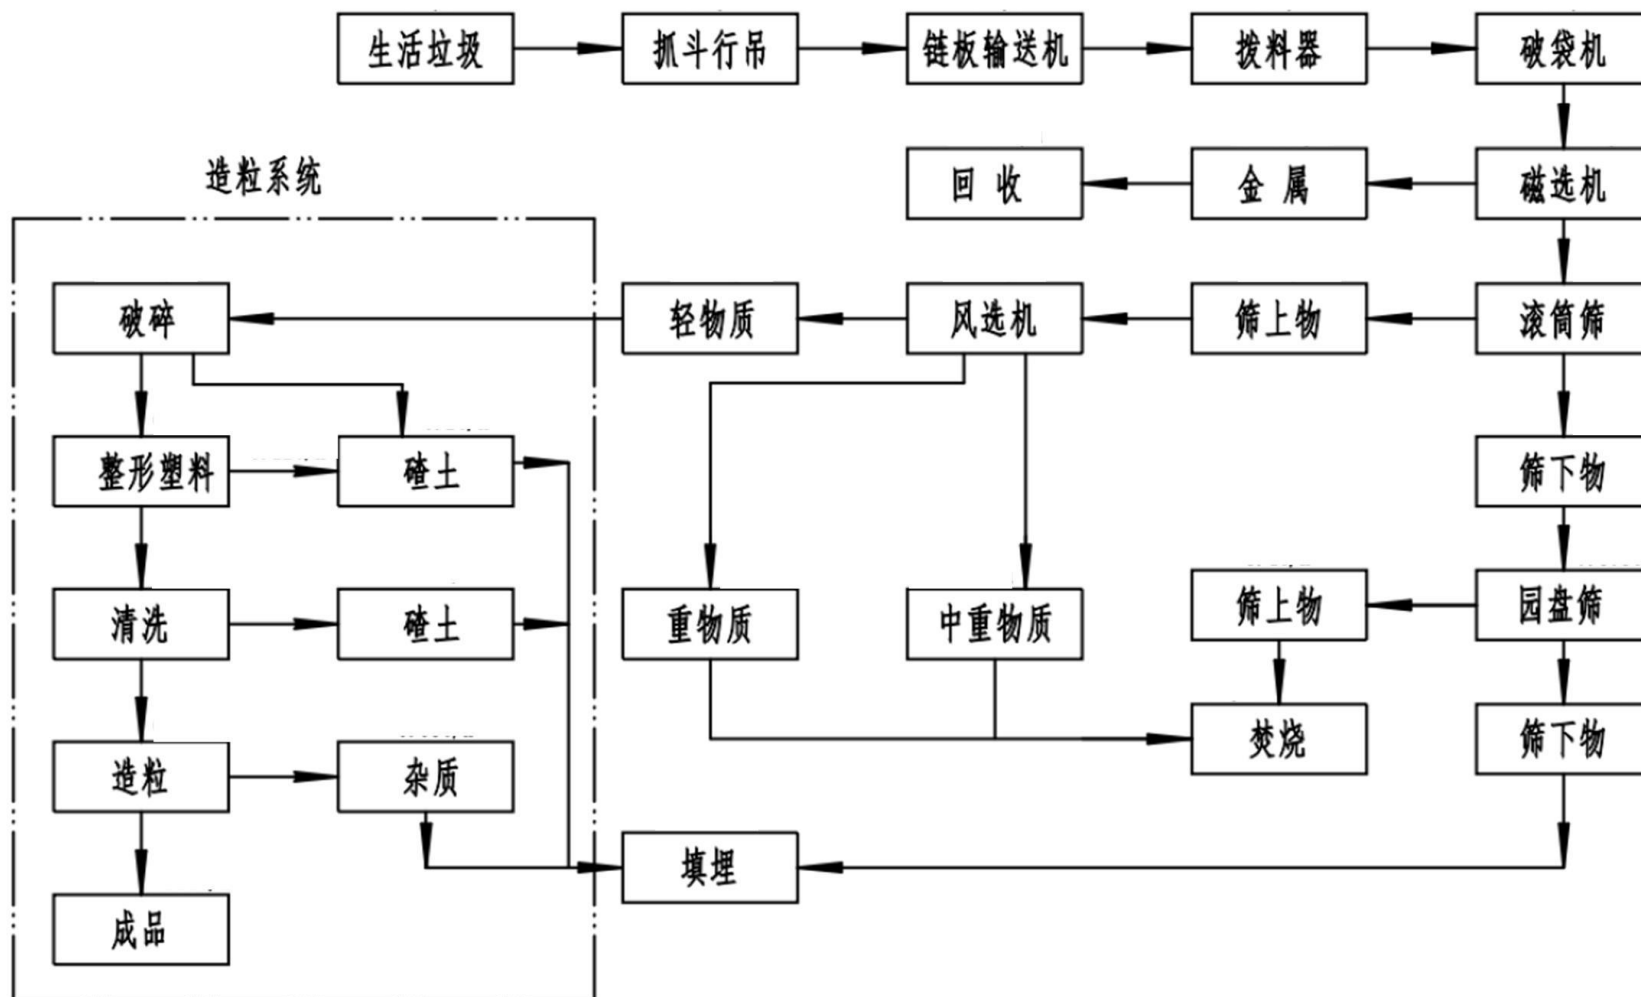 生活垃圾
抓斗行吊
链板输送机
拨料器
破袋机
造粒系统
回 收
金 属
磁选机
破碎
轻物质
风选机
筛上物
滚筒筛
整形塑料
碴土
筛下物
清洗
碴土
重物质
中重物质
筛上物
园盘筛
造粒
杂质
焚烧
筛下物
填埋
成品